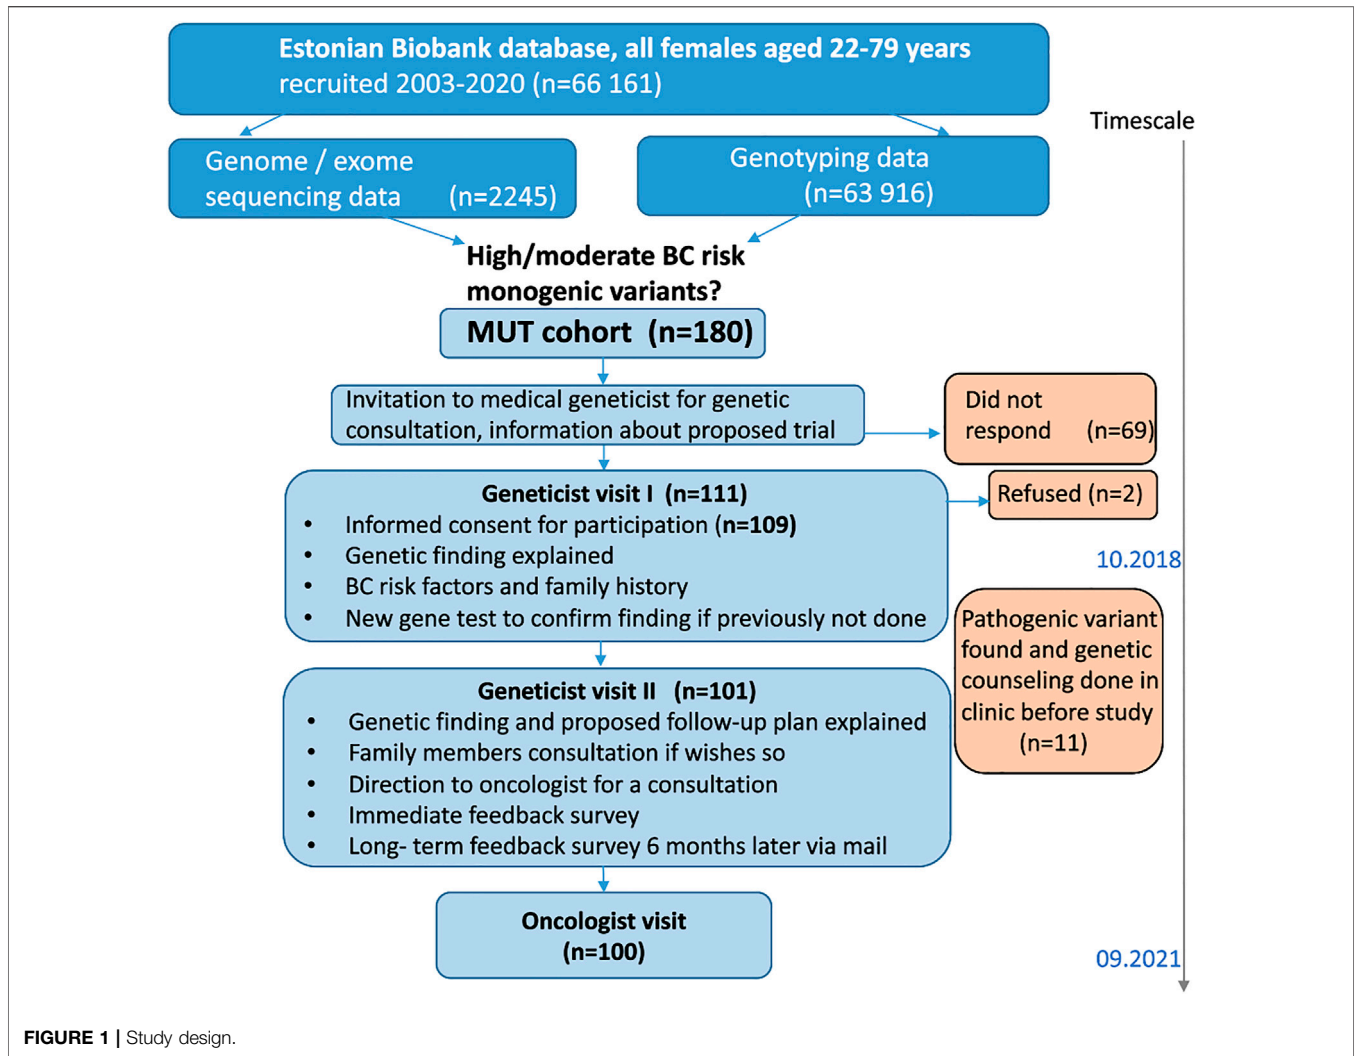 Estonian Biobank database, all females aged 22-79 years
recruited 2003-2020 (n=66 161)
Timescale
Genome / exome
sequencing data (n=2245)
Genotyping data
(n=63 916)
High/moderate BC risk
monogenic variants?
MUT cohort (n=180)
Invitation to medical geneticist for genetic
consultation, information about proposed trial
Did not
respond (n=69)
Geneticist visit I (n=111)
• Informed consent for participation (n=109)
• Genetic finding explained
• BC risk factors and family history
• New gene test to confirm finding if previously not done
Refused (n=2)
10.2018
Pathogenic variant
found and genetic
counseling done in
clinic before study
(n=11)
Geneticist visit II (n=101)
• Genetic finding and proposed follow-up plan explained
• Family members consultation if wishes so
• Direction to oncologist for a consultation
• Immediate feedback survey
• Long- term feedback survey 6 months later via mail
Oncologist visit
(n=100)
09.2021
FIGURE 1 | Study design.